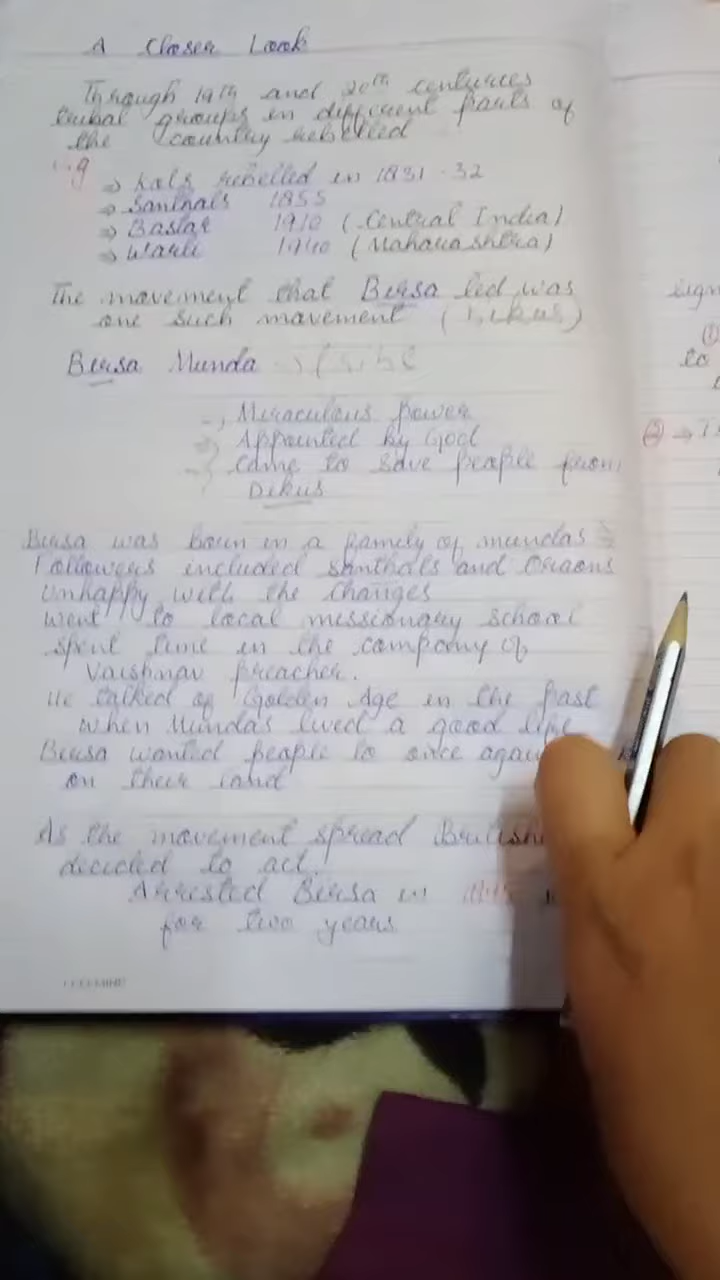 A Closer Look
Through 19th and 20th centuries
tribal groups in different parts of
the country rebelled
e.g
→ Kols rebelled in 1831-32
→ Santhals 1855
→ Bastar 1910 (Central India)
→ Warli 1940 (Maharashtra)
The movement that Birsa led was
one such movement (Dikus)
Birsa Munda
→ Miraculous power
→ Appointed by God
→ Came to save people from
Dikus
Birsa was born in a family of mundas
Followers included Santhals and Oraons
Unhappy with the changes
Went to local missionary school
spent time in the company of
Vaishnav preacher.
He talked of Golden Age in the past
when Mundas lived a good life
Birsa wanted people to once again
on their land
As the movement spread British
decided to act.
Arrested Birsa in 1895
for two years
sign
①
to
② →